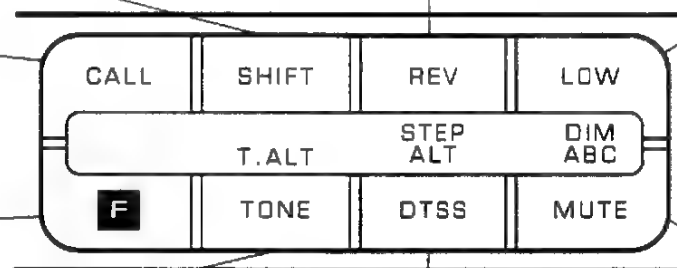 CALL SHIFT REV LOW
STEP DIM
T.ALT ALT ABC
F TONE DTSS MUTE